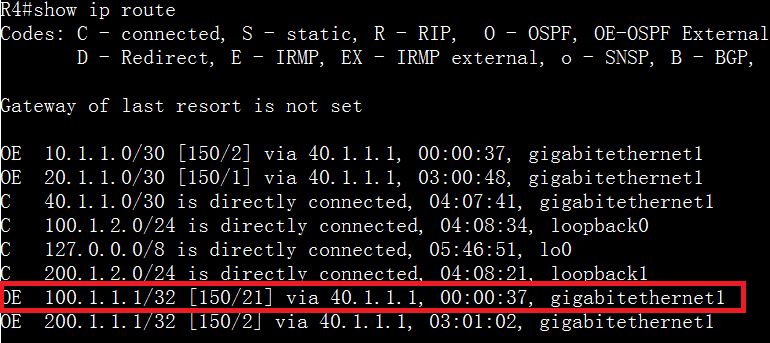 R4#show ip route
Codes: C - connected, S - static, R - RIP, O - OSPF, OE-OSPF External
D - Redirect, E - IRMP, EX - IRMP external, o - SNSP, B - BGP,
Gateway of last resort is not set
OE 10.1.1.0/30 [150/2] via 40.1.1.1, 00:00:37, gigabitethernet1
OE 20.1.1.0/30 [150/1] via 40.1.1.1, 03:00:48, gigabitethernet1
C 40.1.1.0/30 is directly connected, 04:07:41, gigabitethernet1
C 100.1.2.0/24 is directly connected, 04:08:34, loopback0
C 127.0.0.0/8 is directly connected, 05:46:51, lo0
C 200.1.2.0/24 is directly connected, 04:08:21, loopback1
OE 100.1.1.1/32 [150/21] via 40.1.1.1, 00:00:37, gigabitethernet1
OE 200.1.1.1/32 [150/2] via 40.1.1.1, 03:01:02, gigabitethernet1